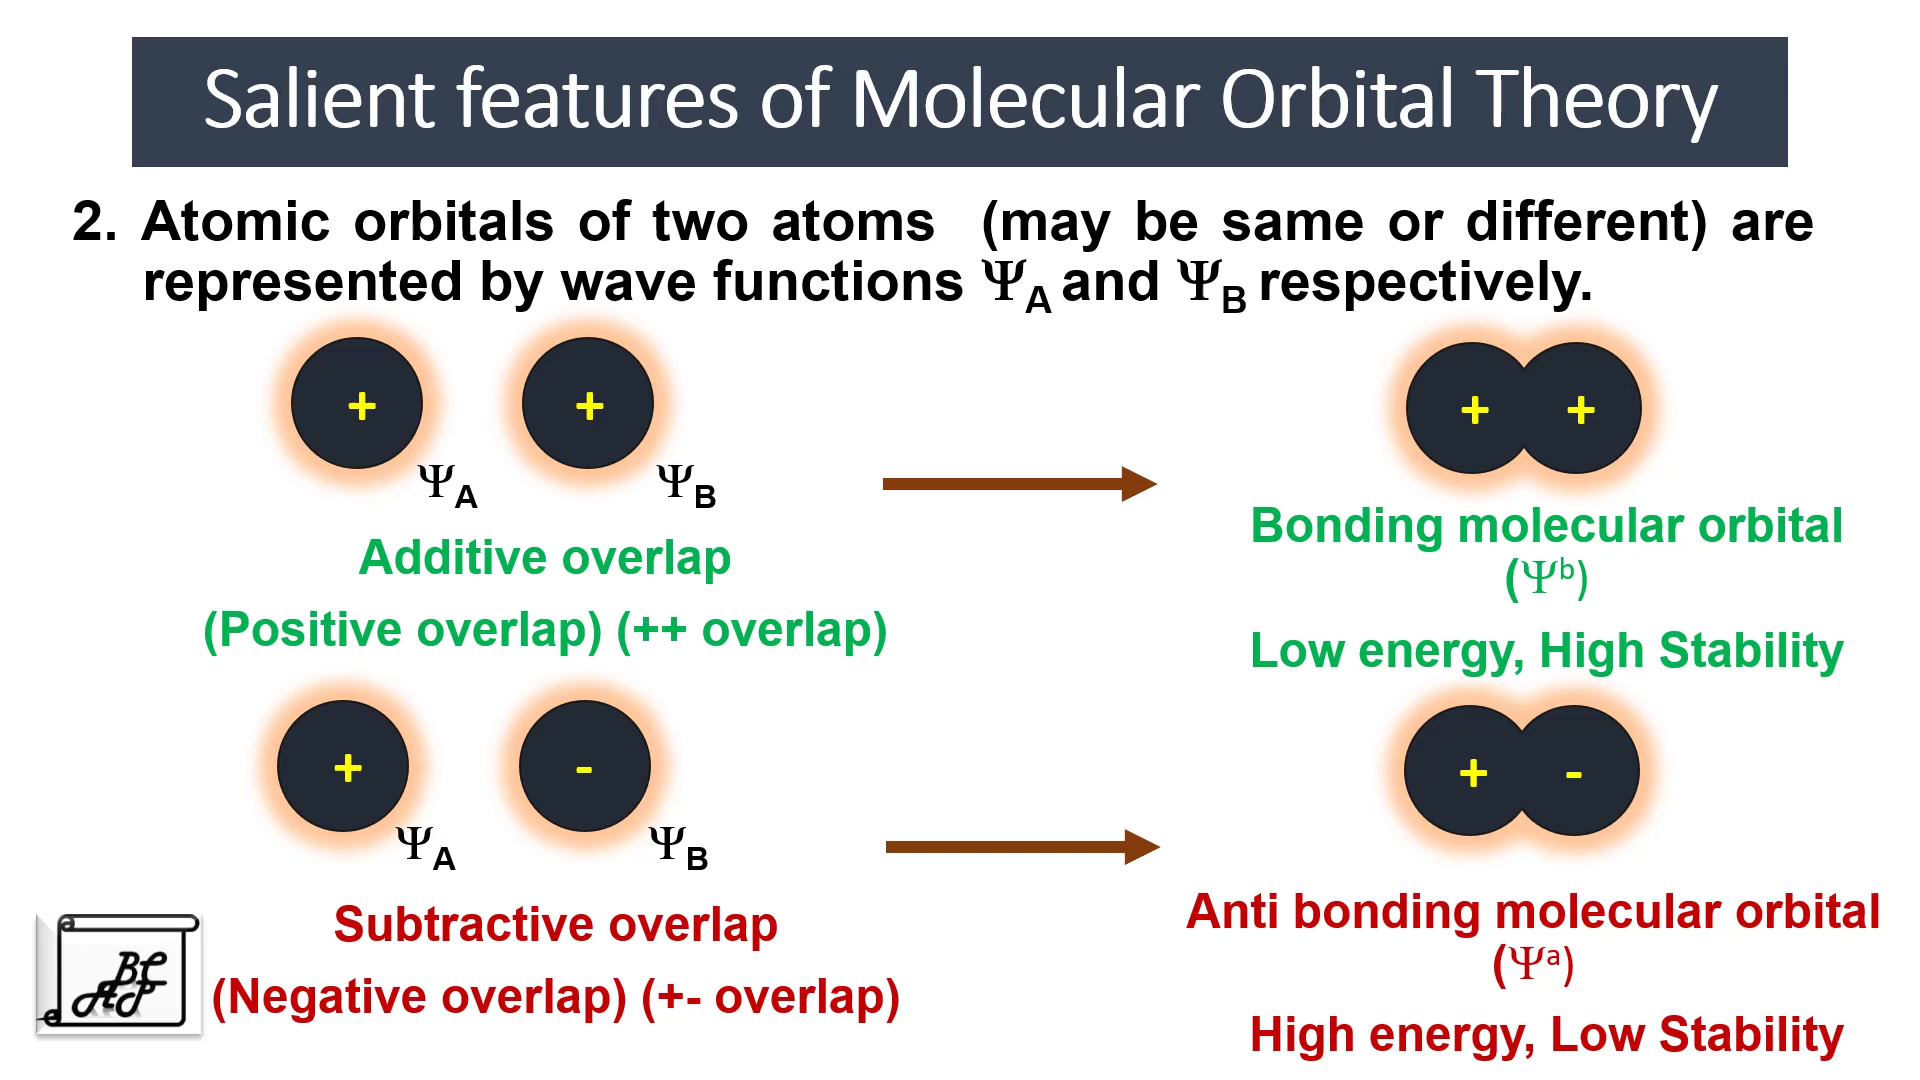 Salient features of Molecular Orbital Theory
2. Atomic orbitals of two atoms (may be same or different) are
represented by wave functions ΨA and ΨB respectively.
+ +
+ +
ΨA ΨB
Additive overlap
(Positive overlap) (++ overlap)
Bonding molecular orbital
(Ψᵇ)
Low energy, High Stability
+ -
+ -
ΨA ΨB
Subtractive overlap
(Negative overlap) (+- overlap)
Anti bonding molecular orbital
(Ψᵃ)
High energy, Low Stability